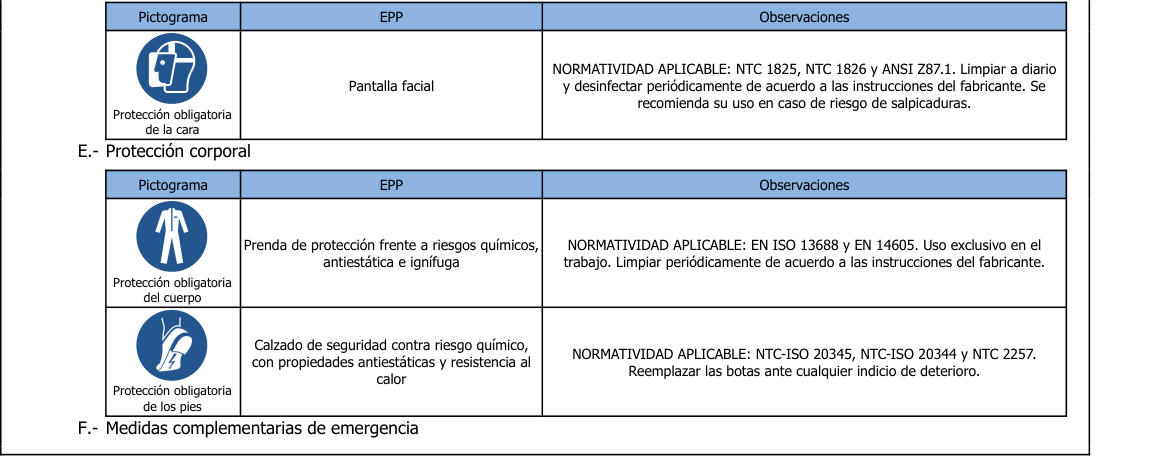 Pictograma EPP Observaciones
Protección obligatoria
de la cara
Pantalla facial
NORMATIVIDAD APLICABLE: NTC 1825, NTC 1826 y ANSI Z87.1. Limpiar a diario
y desinfectar periódicamente de acuerdo a las instrucciones del fabricante. Se
recomienda su uso en caso de riesgo de salpicaduras.
E.- Protección corporal
Pictograma EPP Observaciones
Protección obligatoria
del cuerpo
Prenda de protección frente a riesgos químicos,
antiestática e ignífuga
NORMATIVIDAD APLICABLE: EN ISO 13688 y EN 14605. Uso exclusivo en el
trabajo. Limpiar periódicamente de acuerdo a las instrucciones del fabricante.
Protección obligatoria
de los pies
Calzado de seguridad contra riesgo químico,
con propiedades antiestáticas y resistencia al
calor
NORMATIVIDAD APLICABLE: NTC-ISO 20345, NTC-ISO 20344 y NTC 2257.
Reemplazar las botas ante cualquier indicio de deterioro.
F.- Medidas complementarias de emergencia